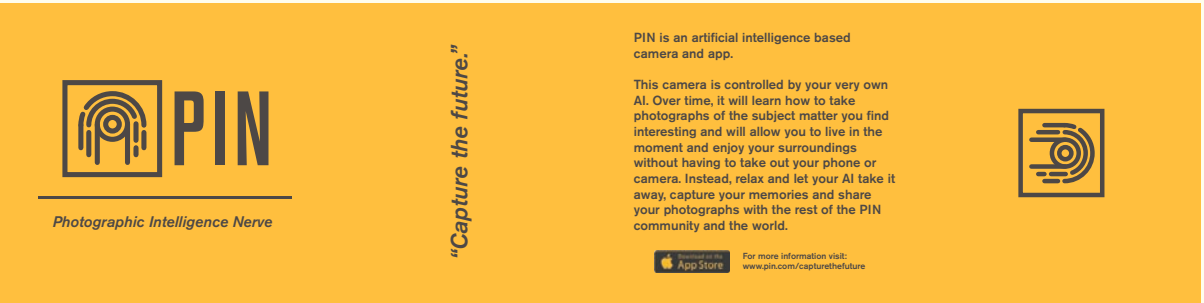 PIN
Photographic Intelligence Nerve
“Capture the future.”
PIN is an artificial intelligence based
camera and app.
This camera is controlled by your very own
AI. Over time, it will learn how to take
photographs of the subject matter you find
interesting and will allow you to live in the
moment and enjoy your surroundings
without having to take out your phone or
camera. Instead, relax and let your AI take it
away, capture your memories and share
your photographs with the rest of the PIN
community and the world.
Download on the
App Store
For more information visit:
www.pin.com/capturethefuture